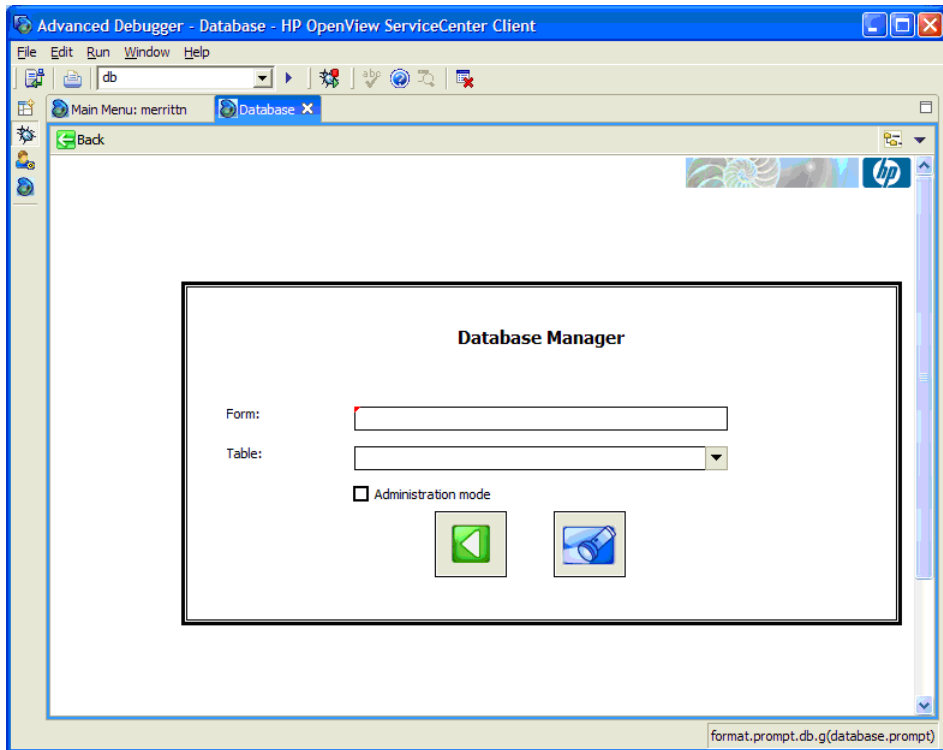 Advanced Debugger - Database - HP OpenView ServiceCenter Client
File Edit Run Window Help
db
abc
Main Menu: merrittn Database
Back
hp
Database Manager
Form:
Table:
Administration mode
format.prompt.db.g(database.prompt)